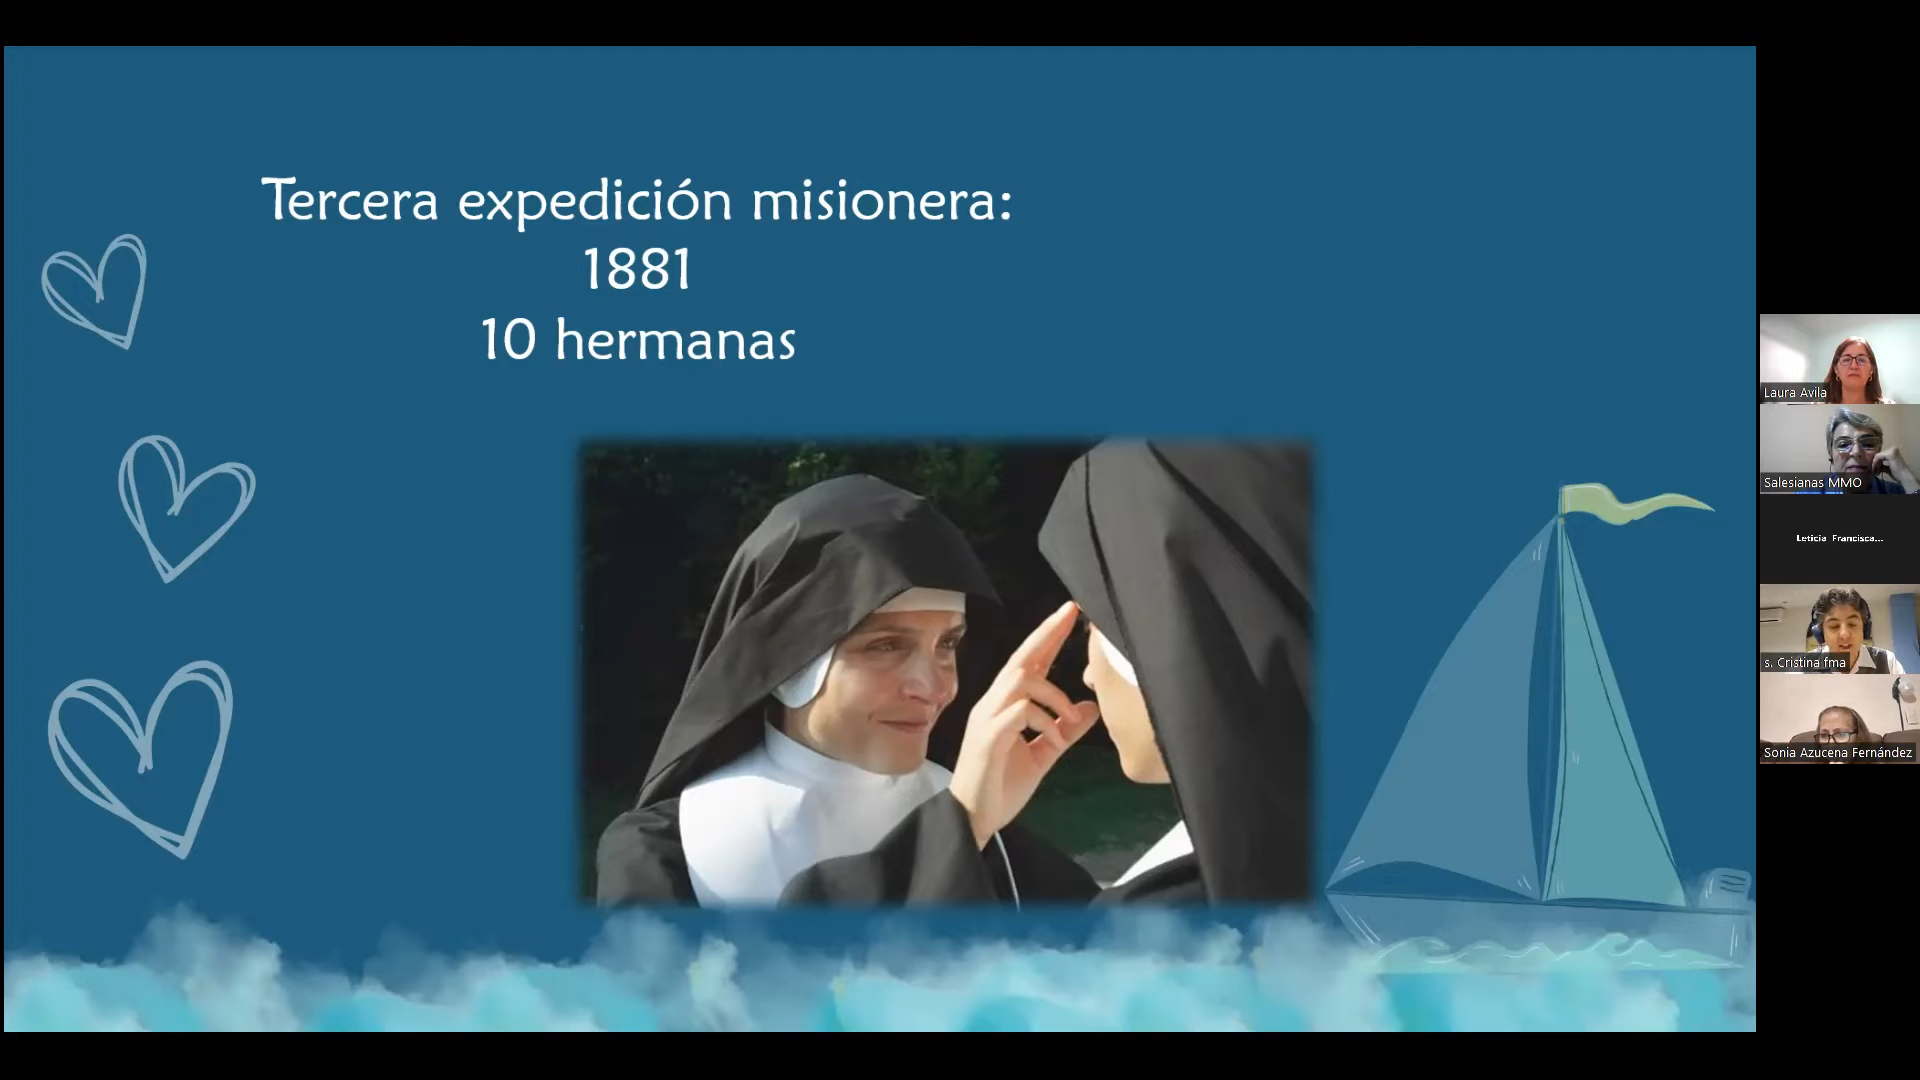 Tercera expedición misionera:
1881
10 hermanas
Laura Avila
Salesianas MMO
Leticia Francisca...
s. Cristina fma
Sonia Azucena Fernández